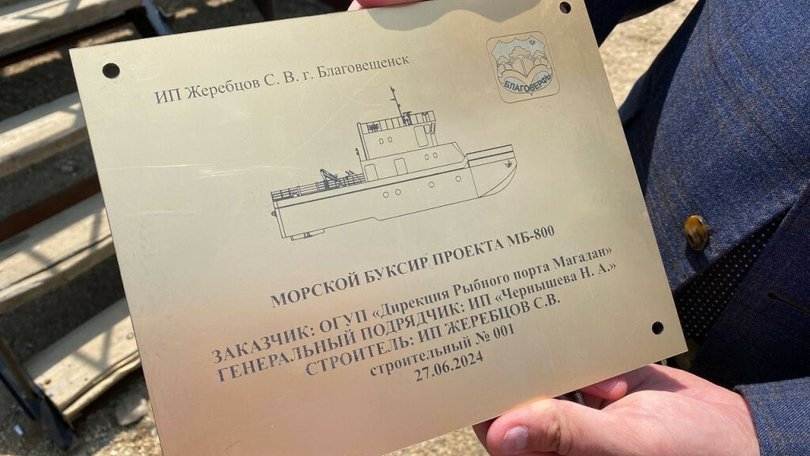 ИП Жеребцов С. В. г. Благовещенск
БЛАГОВЕРФЬ
МОРСКОЙ БУКСИР ПРОЕКТА МБ-800
ЗАКАЗЧИК: ОГУП «Дирекция Рыбного порта Магадан»
ГЕНЕРАЛЬНЫЙ ПОДРЯДЧИК: ИП «Чернышева Н. А.»
СТРОИТЕЛЬ: ИП ЖЕРЕБЦОВ С.В.
строительный № 001
27.06.2024